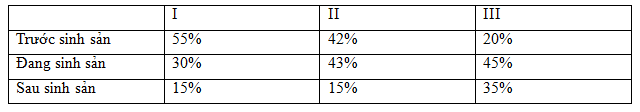 I II III
Trước sinh sản 55% 42% 20%
Đang sinh sản 30% 43% 45%
Sau sinh sản 15% 15% 35%